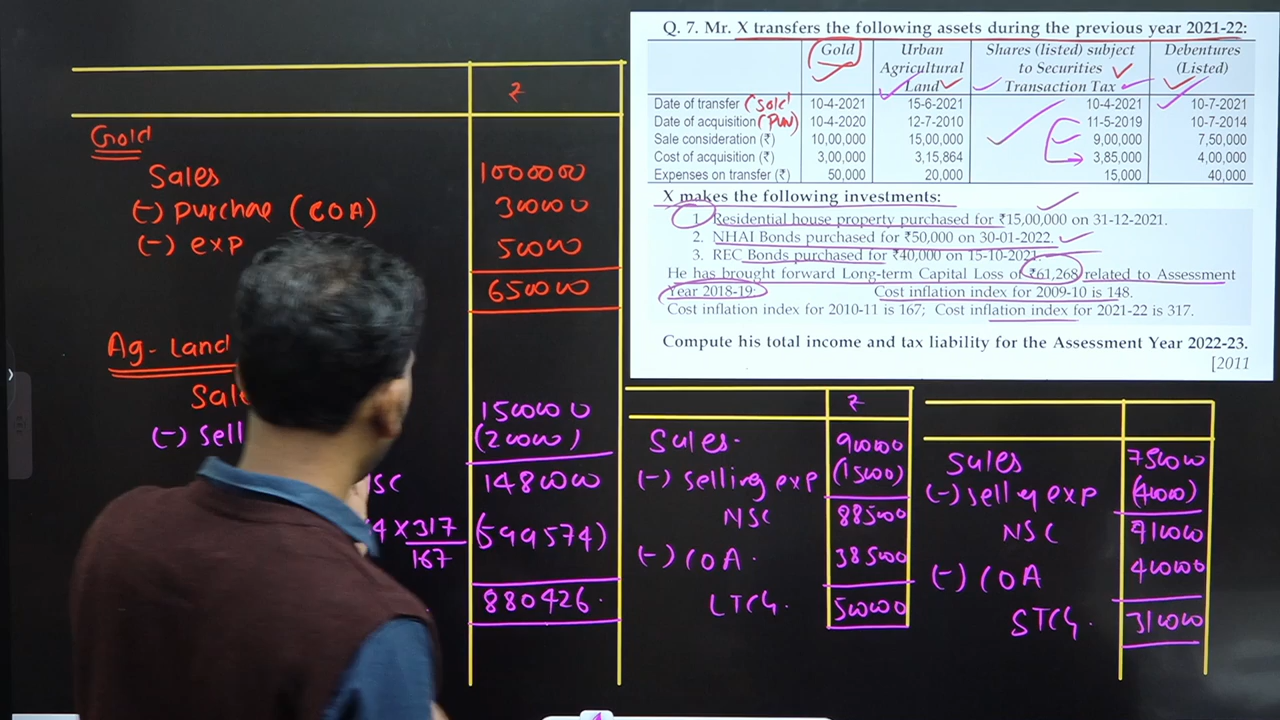 Q. 7. Mr. X transfers the following assets during the previous year 2021-22:
Gold Urban Agricultural Land Shares (listed) subject to Securities Transaction Tax Debentures (Listed)
Date of transfer (Sold) 10-4-2021 15-6-2021 10-4-2021 10-7-2021
Date of acquisition (Pur) 10-4-2020 12-7-2010 11-5-2019 10-7-2014
Sale consideration (₹) 10,00,000 15,00,000 9,00,000 7,50,000
Cost of acquisition (₹) 3,00,000 3,15,864 3,85,000 4,00,000
Expenses on transfer (₹) 50,000 20,000 15,000 40,000
X makes the following investments:
1. Residential house property purchased for ₹15,00,000 on 31-12-2021.
2. NHAI Bonds purchased for ₹50,000 on 30-01-2022.
3. REC Bonds purchased for ₹40,000 on 15-10-2021.
He has brought forward Long-term Capital Loss of ₹61,268 related to Assessment
Year 2018-19. Cost inflation index for 2009-10 is 148.
Cost inflation index for 2010-11 is 167; Cost inflation index for 2021-22 is 317.
Compute his total income and tax liability for the Assessment Year 2022-23.
[2011
₹
Gold
Sales 1000000
(-) purchase (COA) 300000
(-) exp 50000
650000
Ag- Land
Sale 1500000
(-) sell (20000)
NSC 1480000
4 × 317/167 (599574)
880426
₹
Sales 900000
(-) selling exp (15000)
NSC 885000
(-) COA 385000
LTCG 500000
Sales 750000
(-) selling exp (40000)
NSC 710000
(-) COA 400000
STCG 310000